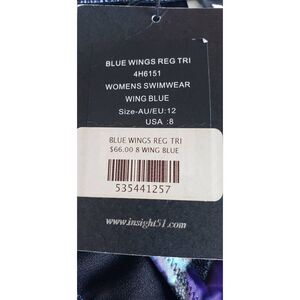 BLUE WINGS REG TRI
4H6151
WOMENS SWIMWEAR
WING BLUE
Size-AU/EU:12
USA :8
BLUE WINGS REG TRI
$66.00 8 WING BLUE
535441257
www.insight51.com